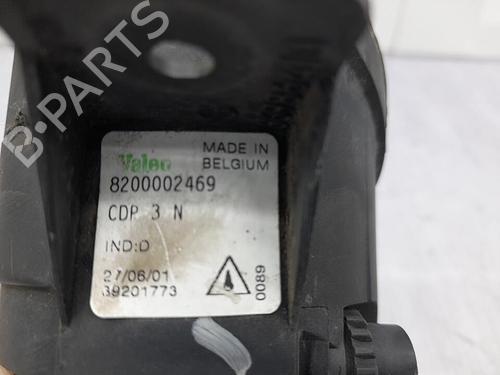 Valeo
MADE IN
BELGIUM
8200002469
CDP 3 N
IND:D
27/06/01
39201773
0089
B-PARTS